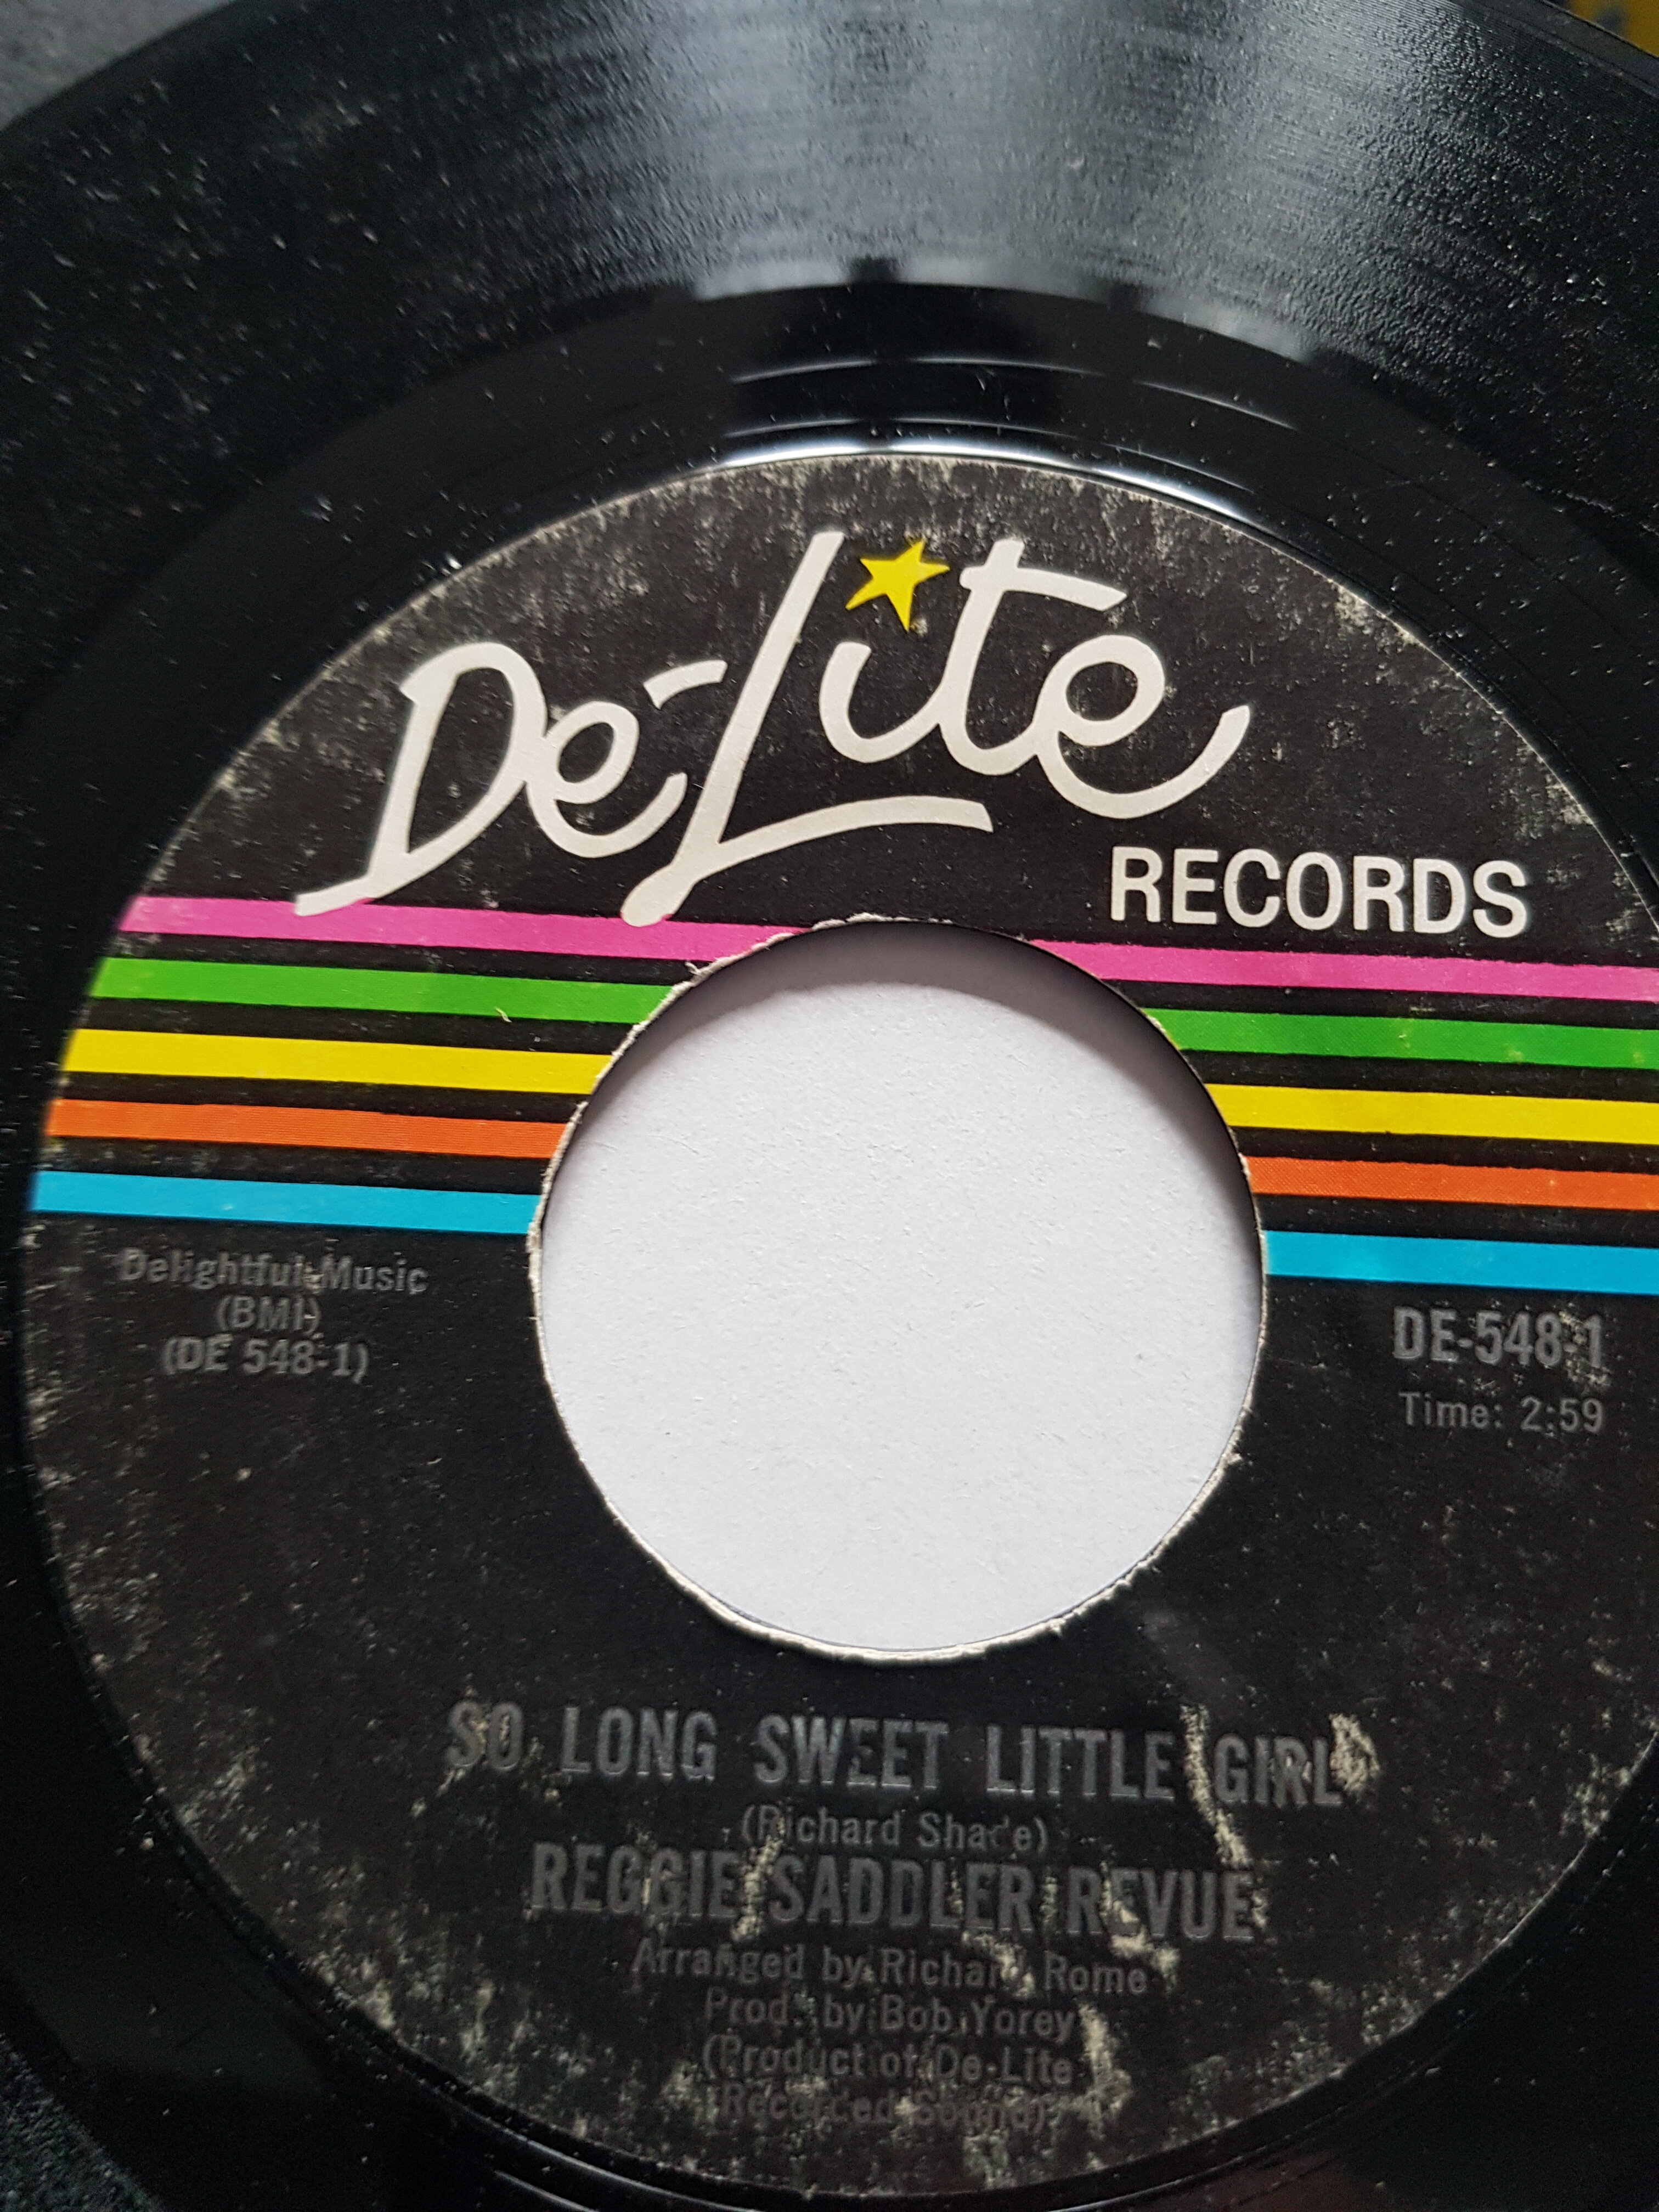 De-Lite
RECORDS
Delightful Music
(BMI)
(DE 548-1)
DE-548-1
Time: 2:59
SO LONG SWEET LITTLE GIRL
(Richard Shade)
REGGIE SADDLER REVUE
Arranged by Richard Rome
Prod. by Bob Yorey
(Product of De-Lite
Recorded Sound)